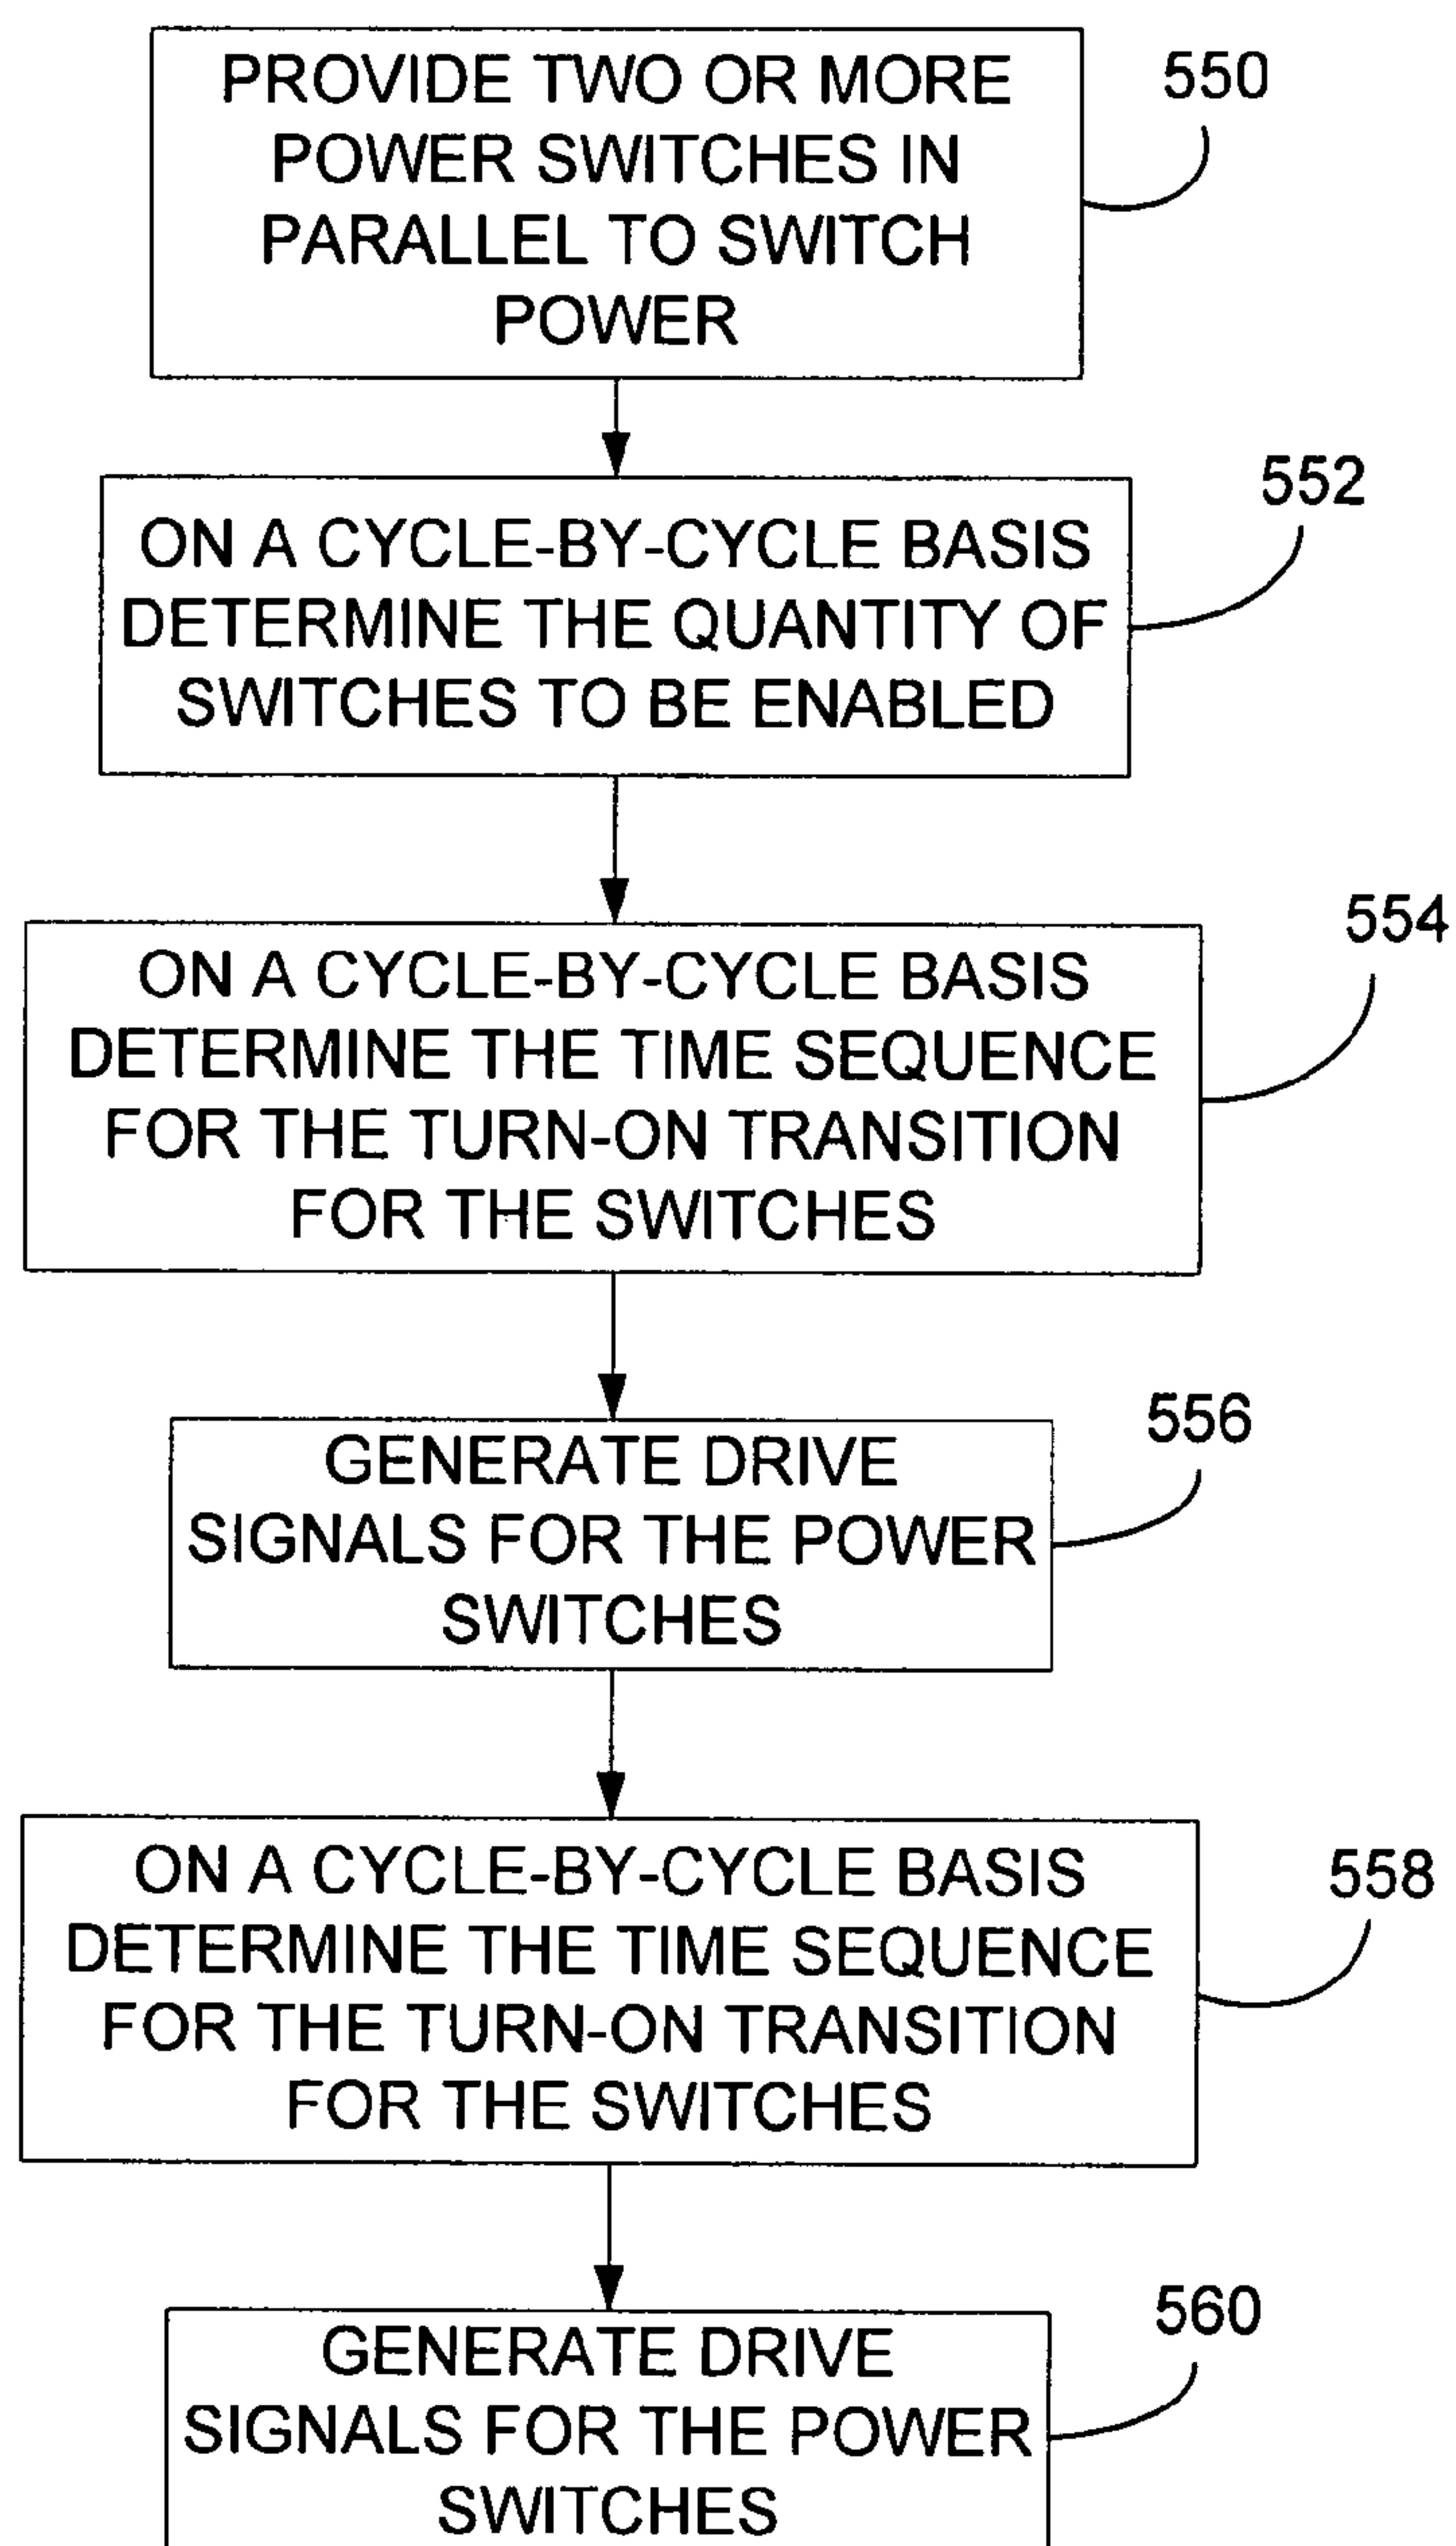 PROVIDE TWO OR MORE
POWER SWITCHES IN
PARALLEL TO SWITCH
POWER
550
ON A CYCLE-BY-CYCLE BASIS
DETERMINE THE QUANTITY OF
SWITCHES TO BE ENABLED
552
ON A CYCLE-BY-CYCLE BASIS
DETERMINE THE TIME SEQUENCE
FOR THE TURN-ON TRANSITION
FOR THE SWITCHES
554
GENERATE DRIVE
SIGNALS FOR THE POWER
SWITCHES
556
ON A CYCLE-BY-CYCLE BASIS
DETERMINE THE TIME SEQUENCE
FOR THE TURN-ON TRANSITION
FOR THE SWITCHES
558
GENERATE DRIVE
SIGNALS FOR THE POWER
SWITCHES
560